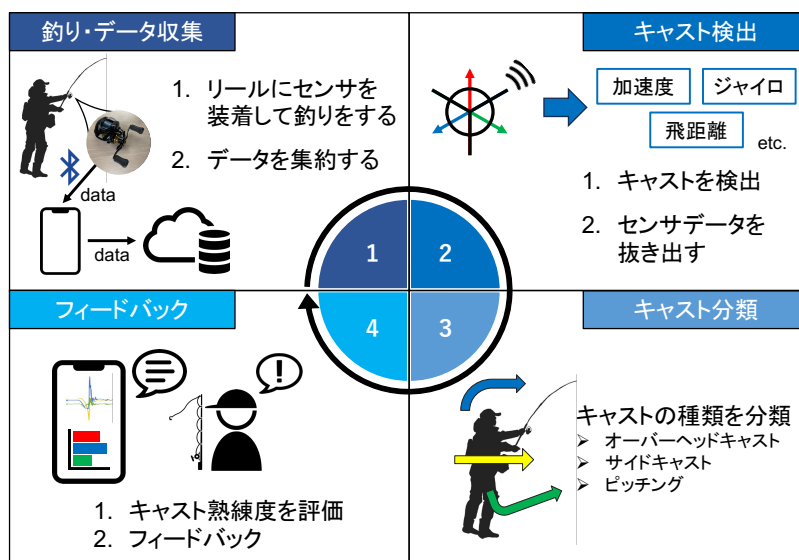 釣り・データ収集
1. リールにセンサを
装着して釣りをする
2. データを集約する
data
data
1
キャスト検出
加速度
ジャイロ
飛距離
etc.
1. キャストを検出
2. センサデータを
抜き出す
2
キャスト分類
3
キャストの種類を分類
➢ オーバーヘッドキャスト
➢ サイドキャスト
➢ ピッチング
フィードバック
4
!
1. キャスト熟練度を評価
2. フィードバック